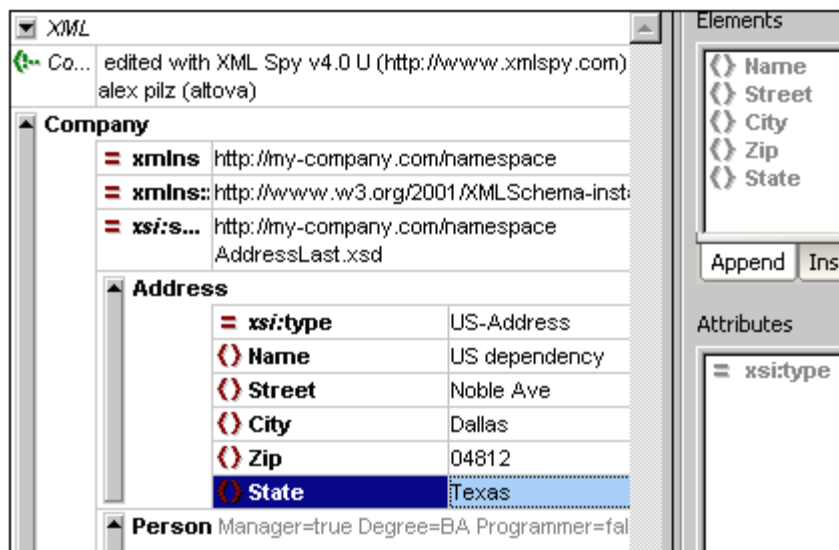 XML
Co... edited with XML Spy v4.0 U (http://www.xmlspy.com)
alex pilz (altova)
Company
= xmlns http://my-company.com/namespace
= xmlns: http://www.w3.org/2001/XMLSchema-inst
= xsi:s... http://my-company.com/namespace
AddressLast.xsd
Address
= xsi:type US-Address
Name US dependency
Street Noble Ave
City Dallas
Zip 04812
State Texas
Person Manager=true Degree=BA Programmer=fal
Elements
Name
Street
City
Zip
State
Append Ins
Attributes
= xsi:type